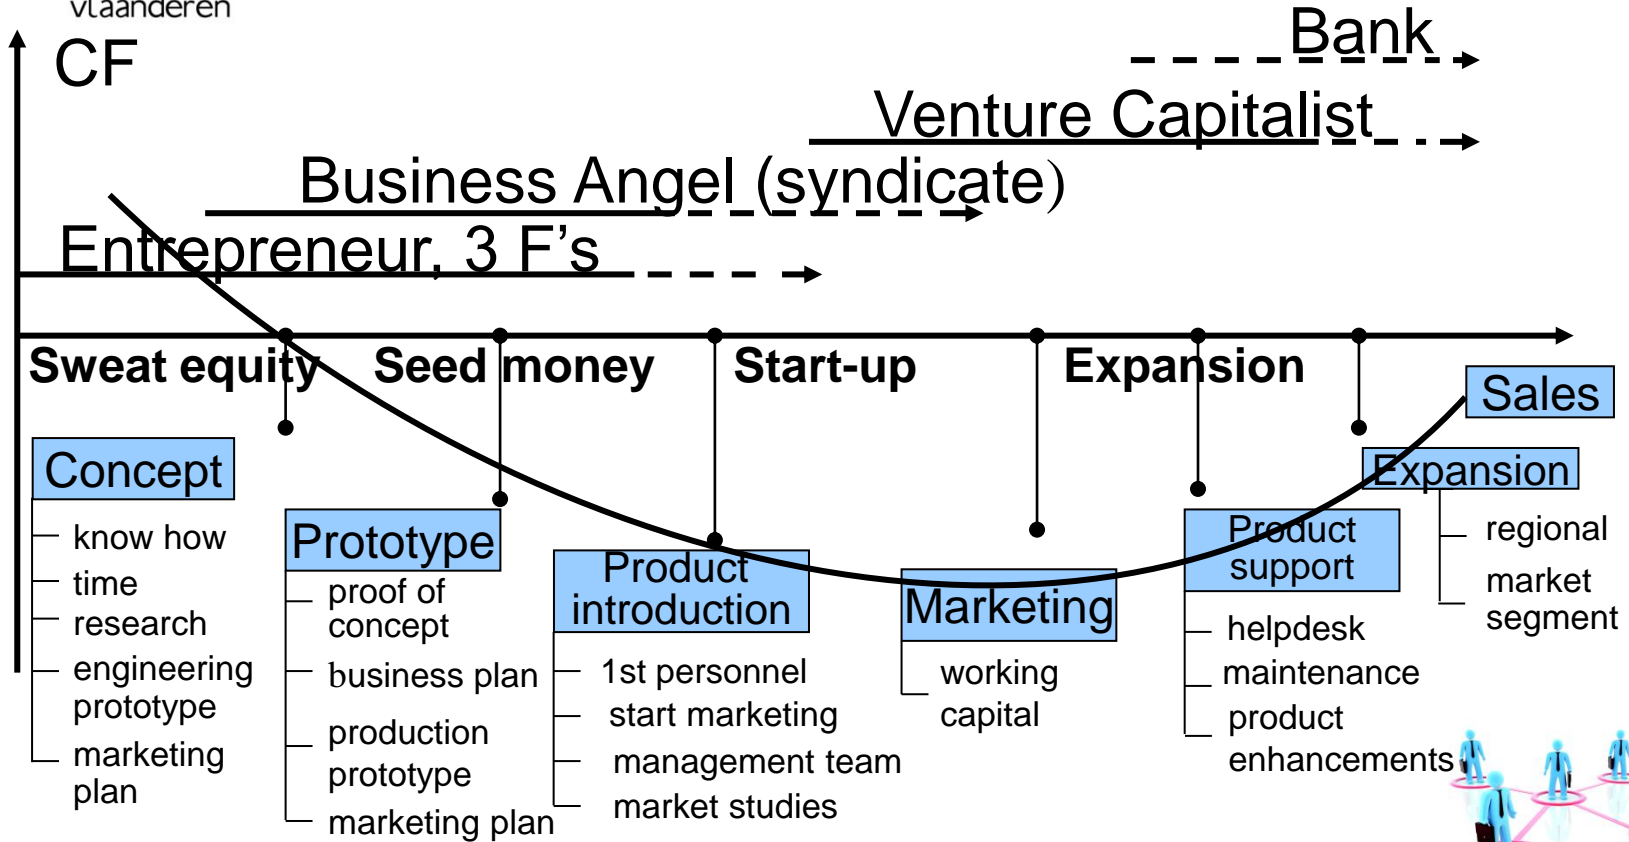 vlaanderen
CF
Bank
Venture Capitalist
Business Angel (syndicate)
Entrepreneur, 3 F's
Sweat equity
Seed money
Start-up
Expansion
Sales
Concept
know how
time
research
engineering
prototype
marketing
plan
Prototype
proof of
concept
business plan
production
prototype
marketing plan
Product
introduction
1st personnel
start marketing
management team
market studies
Marketing
working
capital
Product
support
helpdesk
maintenance
product
enhancements
Expansion
regional
market
segment